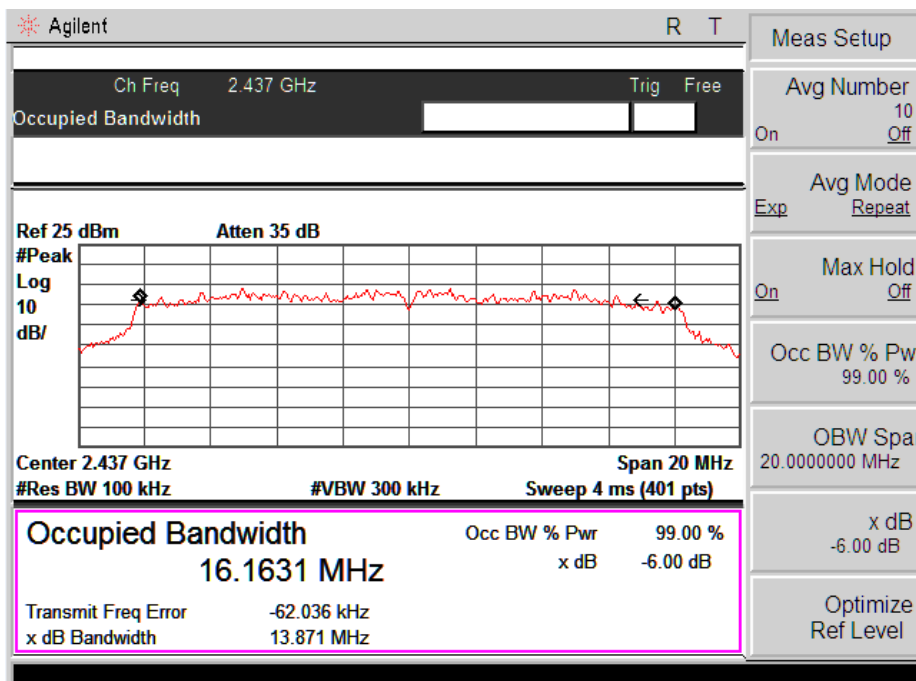 Agilent R T
Ch Freq 2.437 GHz Trig Free
Occupied Bandwidth
Ref 25 dBm Atten 35 dB
#Peak
Log
10
dB/
Center 2.437 GHz Span 20 MHz
#Res BW 100 kHz #VBW 300 kHz Sweep 4 ms (401 pts)
Occupied Bandwidth Occ BW % Pwr 99.00 %
16.1631 MHz x dB -6.00 dB
Transmit Freq Error -62.036 kHz
x dB Bandwidth 13.871 MHz
Meas Setup
Avg Number
10
On Off
Avg Mode
Exp Repeat
Max Hold
On Off
Occ BW % Pw
99.00 %
OBW Spa
20.0000000 MHz
x dB
-6.00 dB
Optimize
Ref Level